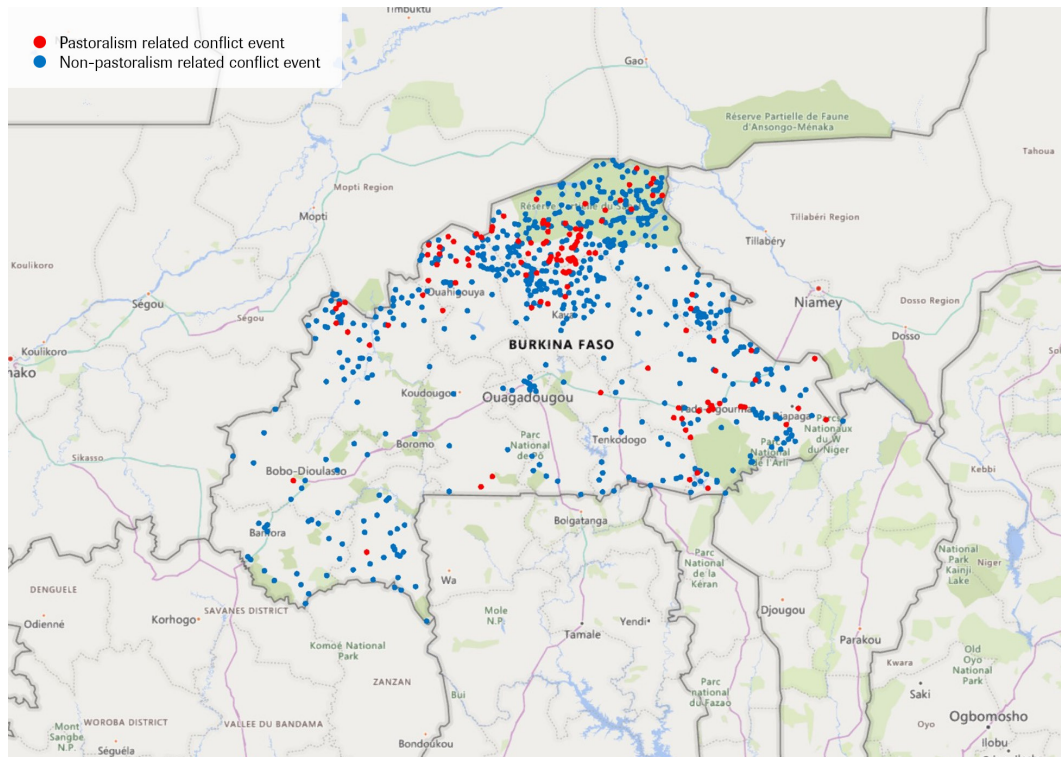 Timbuktu
Pastoralism related conflict event
Non-pastoralism related conflict event
Gao
Réserve Partielle de Faune
d'Ansongo-Ménaka
Tahoua
Mopti Region
Mopti
Tillabéri Region
Tillabéry
Koulikoro
Ségou
Ségou
Niamey
Dosso Region
Dosso
Ouahigouya
Kaya
BURKINA FASO
Koulikoro
Koudougou
Ouagadougou
Boromo
Tenkodogo
Parc
National
de Pô
Diapaga
Parcs
Nationaux
du W
du Niger
Sikasso
Bobo-Dioulasso
Kebbi
Banfora
Bolgatanga
DENGUELE
Odienné
SAVANES DISTRICT
Korhogo
Wa
Mole
N.P.
Parc
National
de la
Kéran
National
Park
Kainji
Lake
Niger
Djougou
Parakou
Tamale
Yendi
Komoé National
Park
Old
Oyo
National
Park
Kwara
ZANZAN
Bui
Parc
national
du Fazao
Saki
Oyo
Ogbomosho
Ilobu
Mont
Sangbe
N.P.
WOROBA DISTRICT
Séguéla
VALLEE DU BANDAMA
Bondoukou